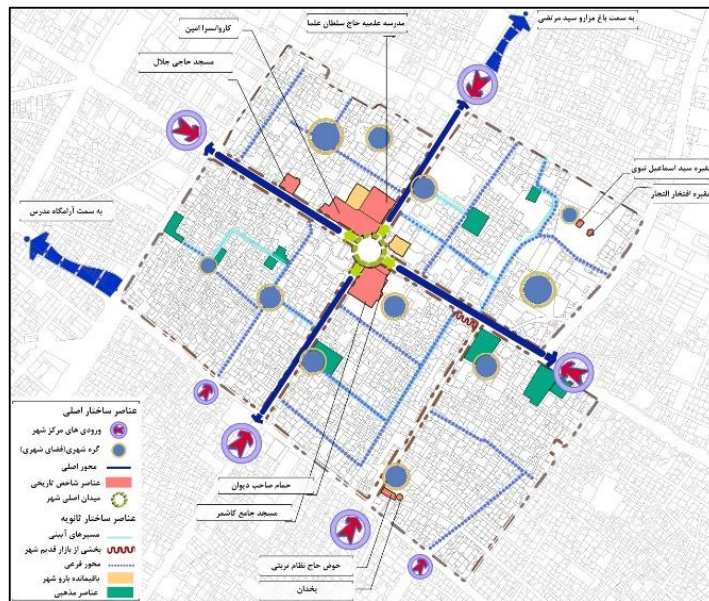 مدرسه علمیه حاج سلطان علما
به سمت باغ مزارو سید مرتضی
کاروانسرا امین
مسجد حاجی جلال
مقبره سید اسماعیل نبوی
مقبره افتخار التجار
به سمت آرامگاه مدرس
عناصر ساختار اصلی
ورودی های مرکز شهر
گره شهری(فضای شهری)
محور اصلی
عناصر شاخص تاریخی
میدان اصلی شهر
عناصر ساختار ثانویه
مسیرهای آیینی
بخشی از بازار قدیم شهر
محور فرعی
باقیمانده بارو شهر
عناصر مذهبی
حمام صاحب دیوان
مسجد جامع کاشمر
حوض حاج نظام تربتی
یخدان